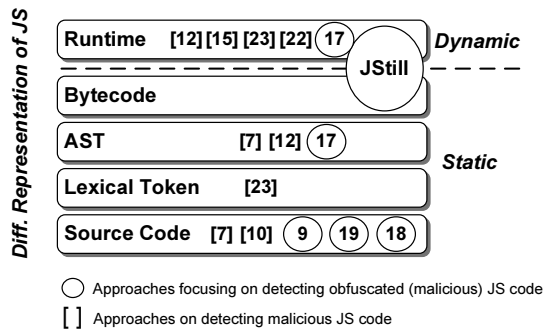 Diff. Representation of JS
Runtime [12] [15] [23] [22] 17
Dynamic
JStill
Bytecode
AST [7] [12] 17
Static
Lexical Token [23]
Source Code [7] [10] 9 19 18
Approaches focusing on detecting obfuscated (malicious) JS code
[ ] Approaches on detecting malicious JS code